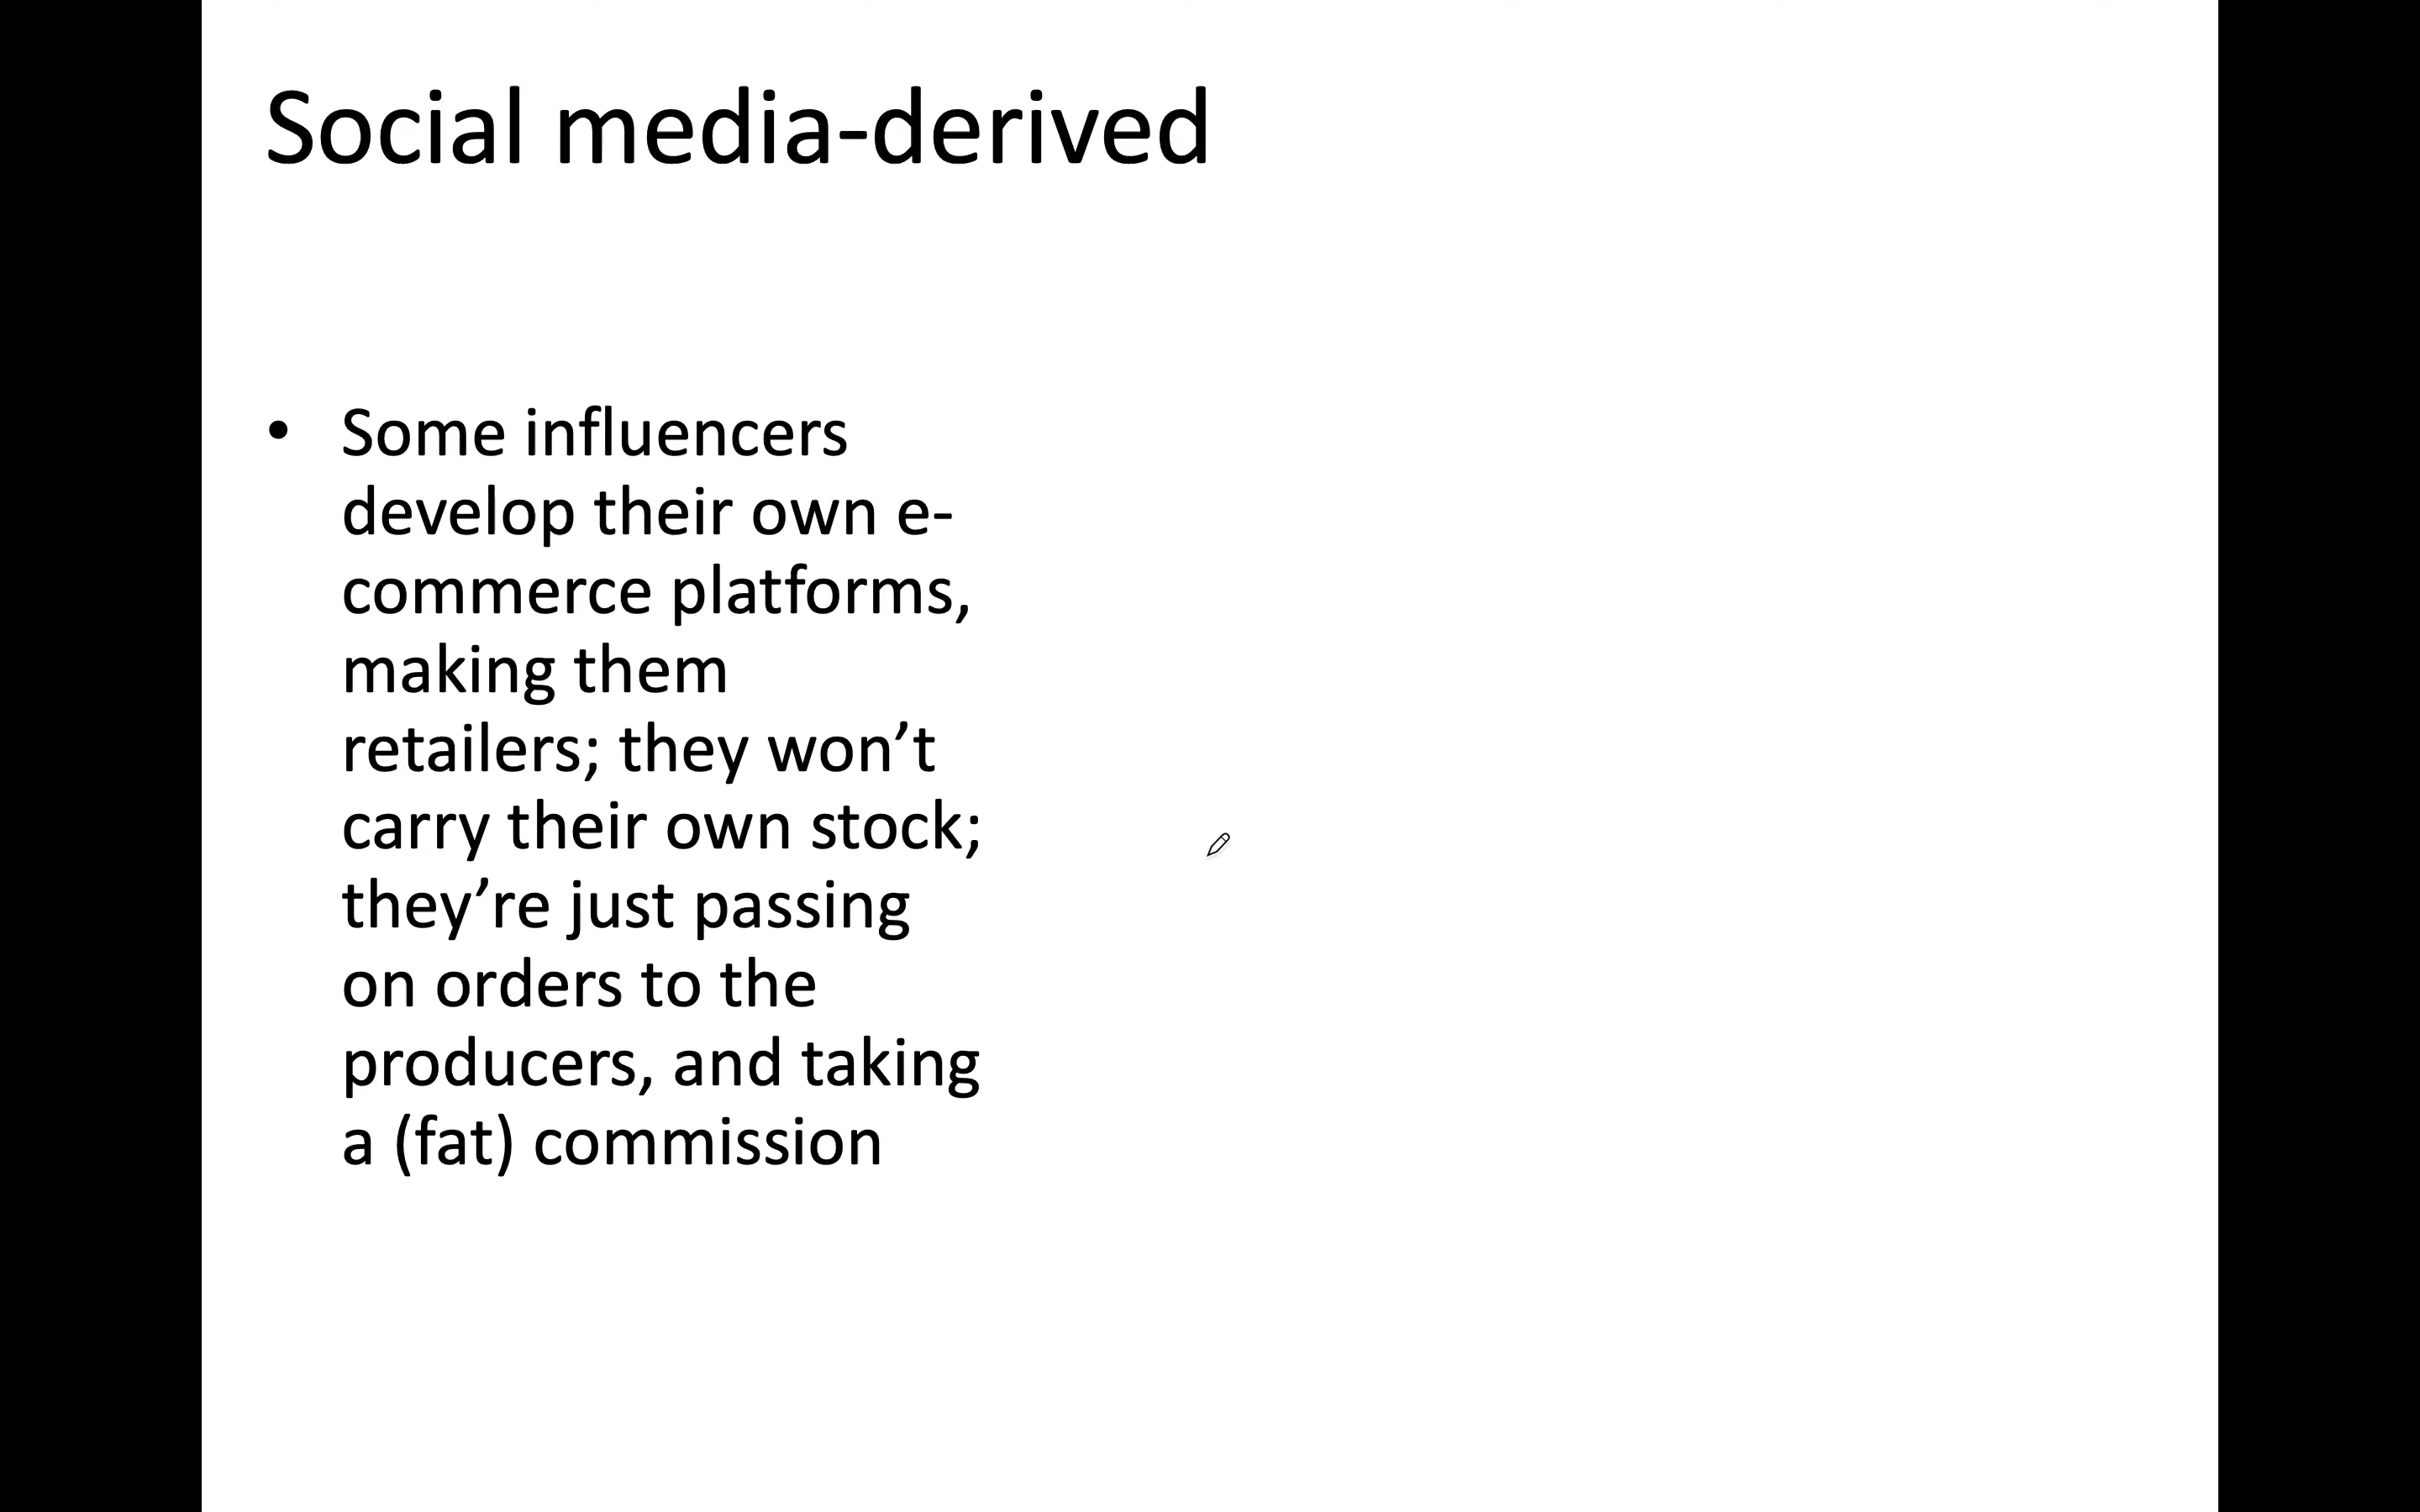 Social media-derived
• Some influencers
develop their own e-
commerce platforms,
making them
retailers; they won’t
carry their own stock;
they’re just passing
on orders to the
producers, and taking
a (fat) commission